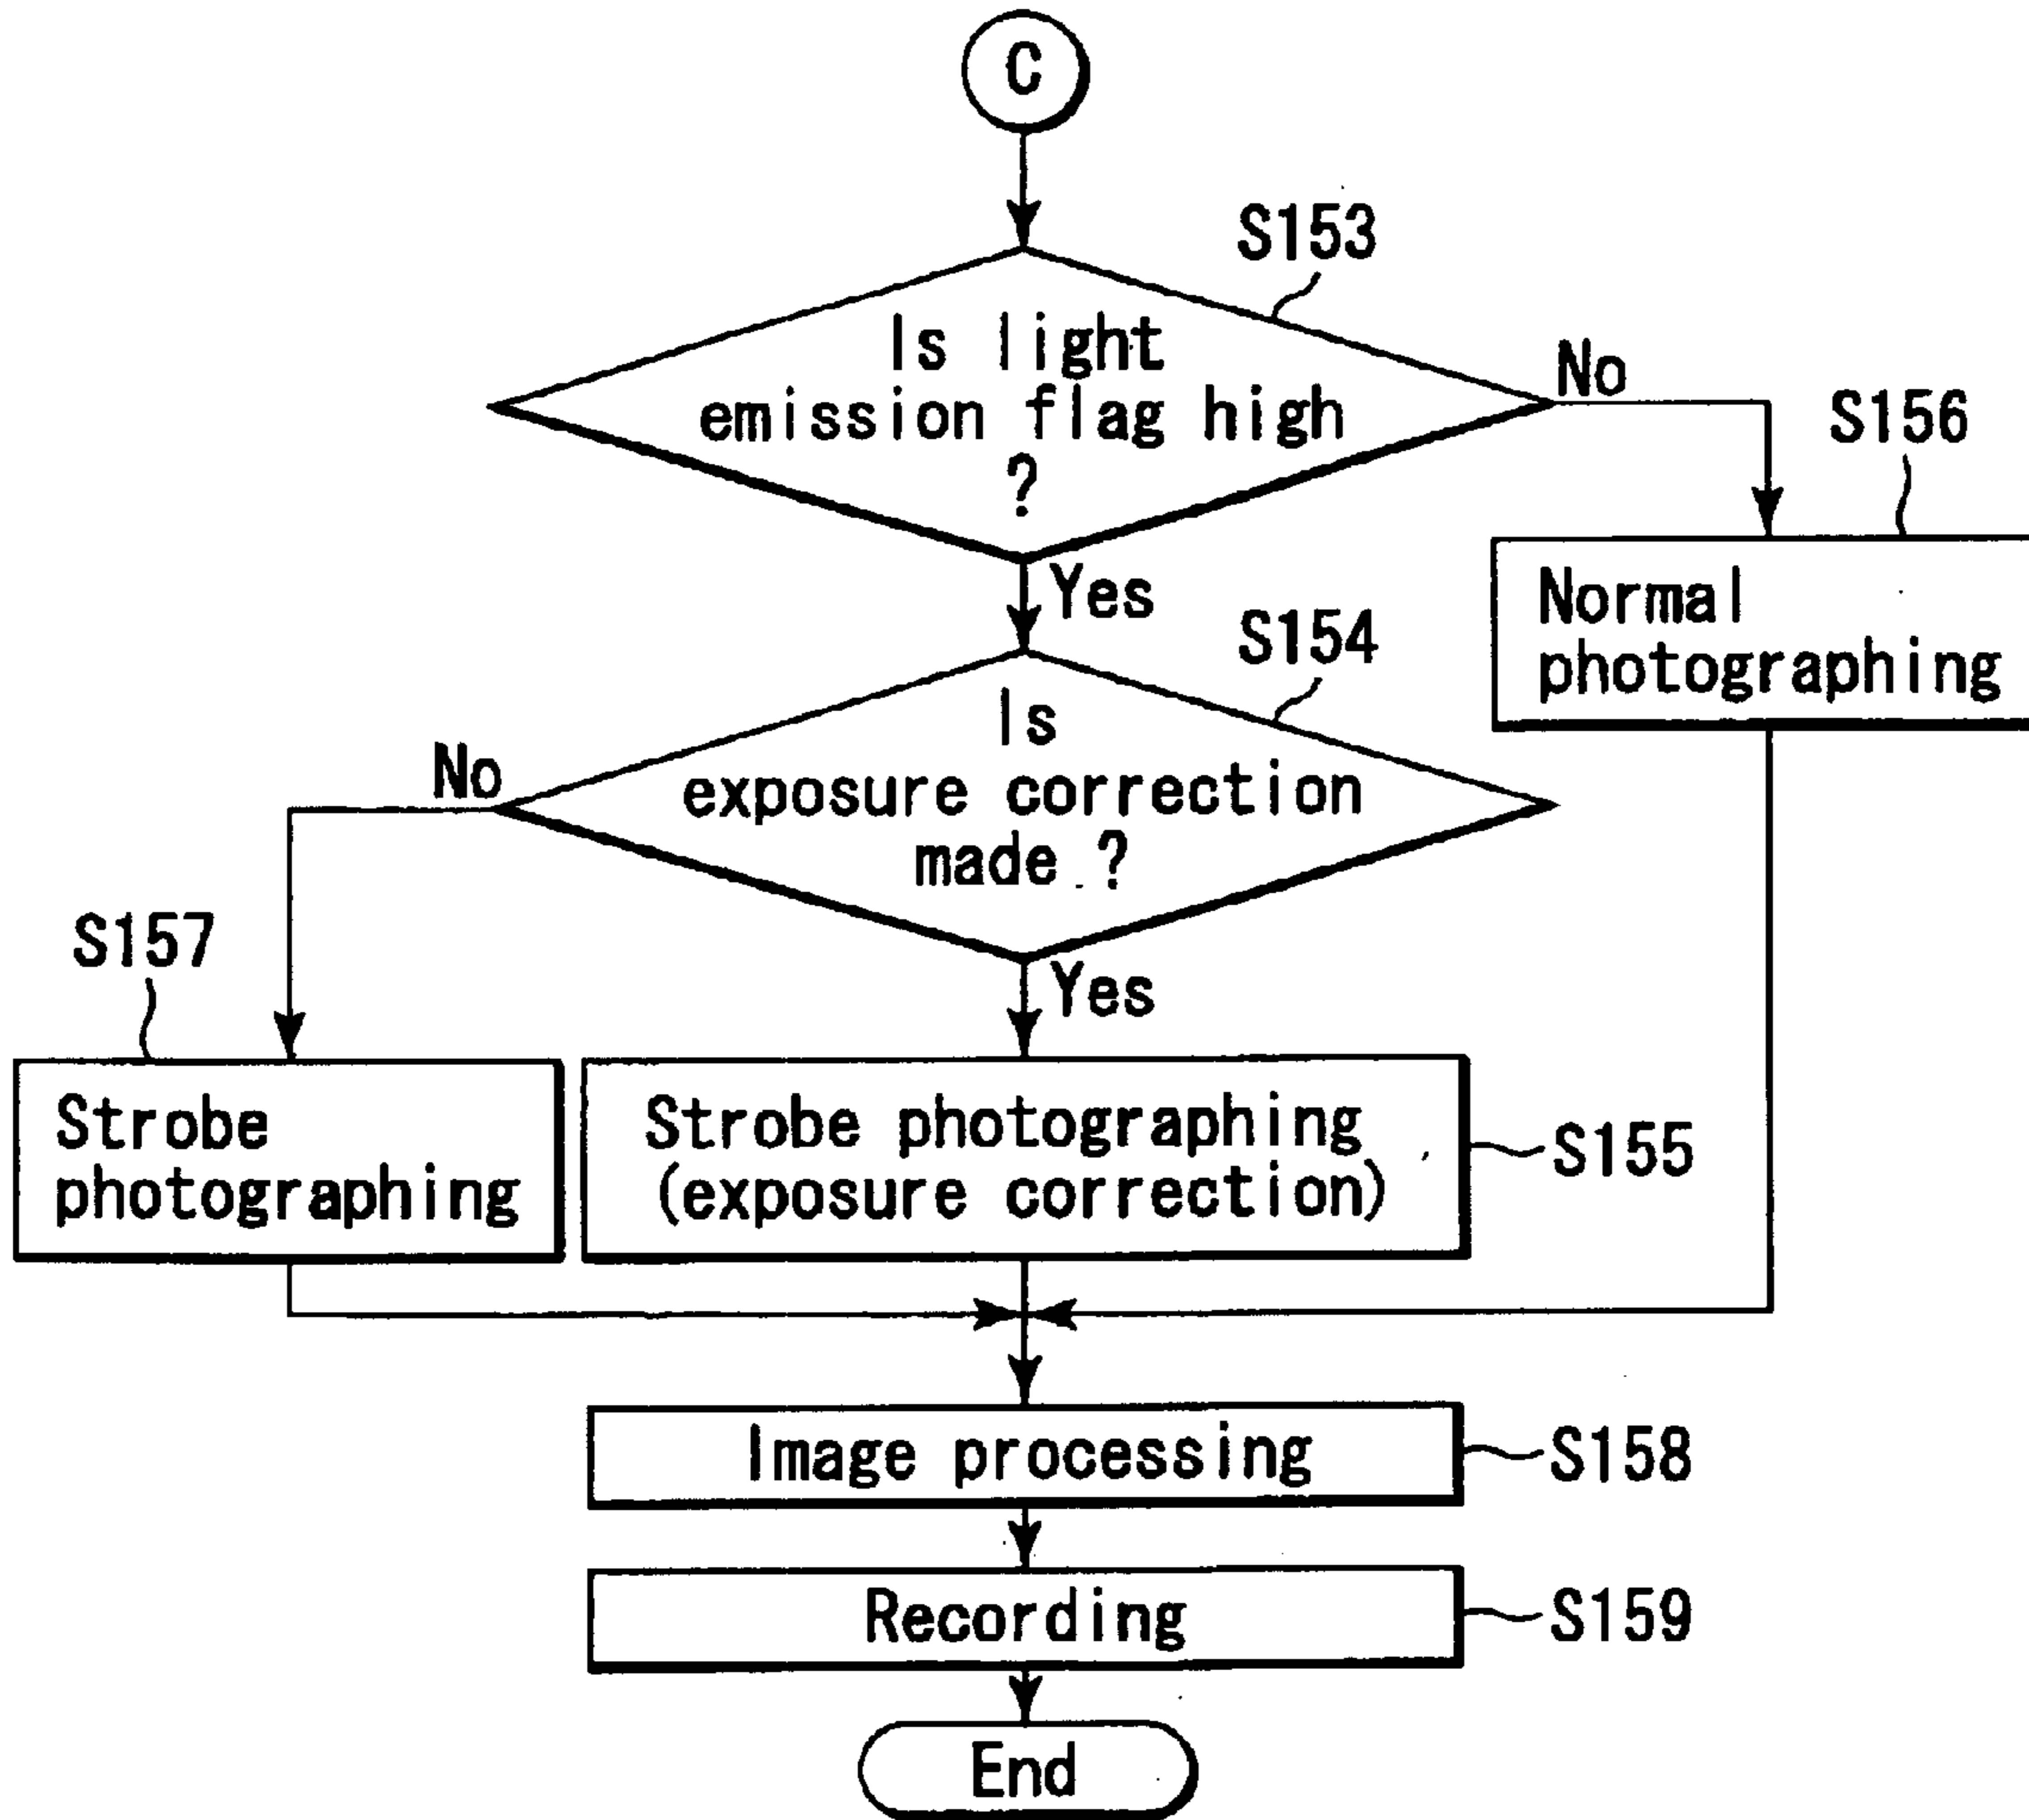 C
S153
Is light
emission flag high
?
No
S156
Yes
Normal
photographing
S154
Is
exposure correction
made ?
No
S157
Yes
Strobe
photographing
Strobe photographing
(exposure correction)
S155
Image processing
S158
Recording
S159
End